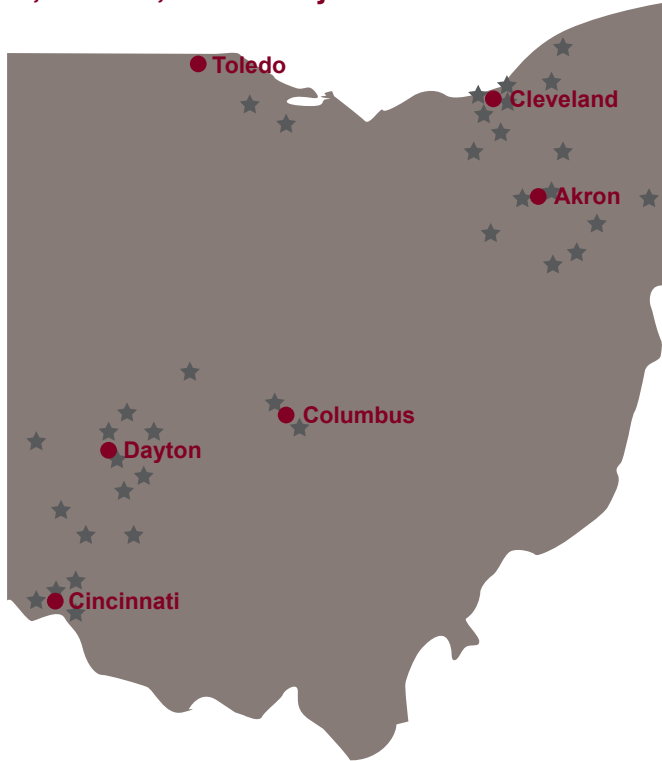 Toledo
Cleveland
Akron
Columbus
Dayton
Cincinnati